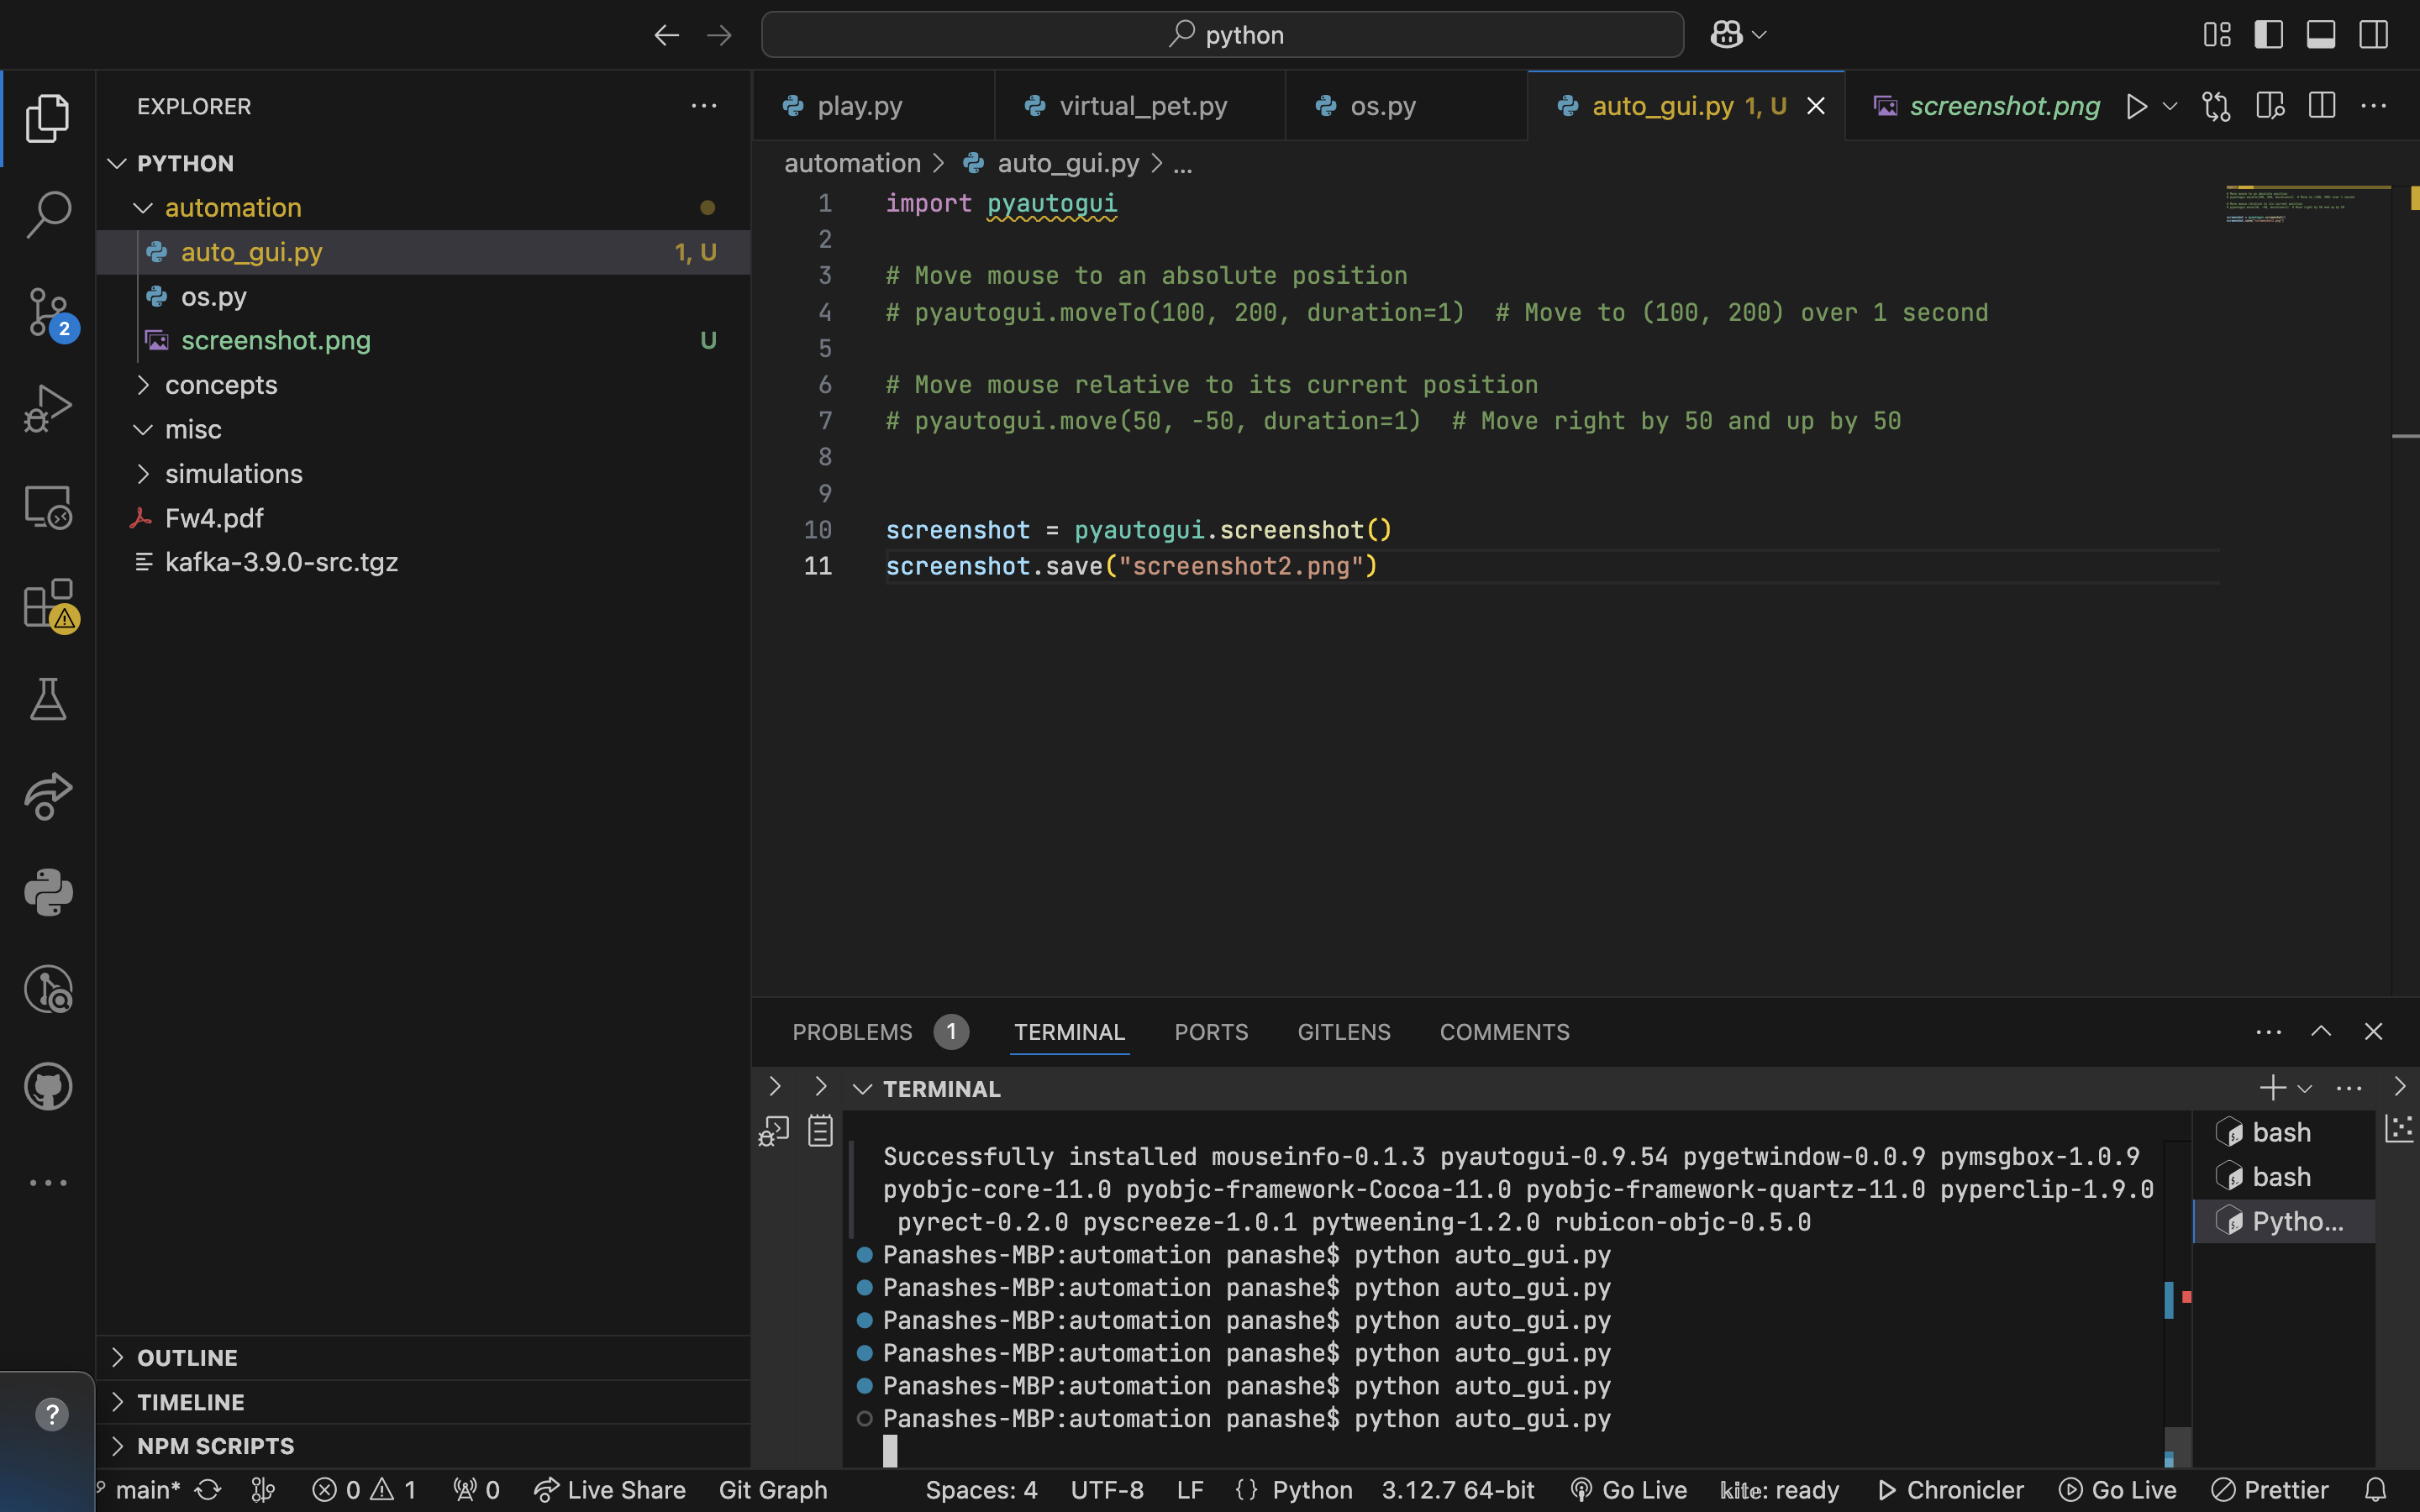 python
EXPLORER
PYTHON
automation
auto_gui.py 1, U
os.py
screenshot.png U
concepts
misc
simulations
Fw4.pdf
kafka-3.9.0-src.tgz
OUTLINE
TIMELINE
NPM SCRIPTS
2
?
play.py virtual_pet.py os.py auto_gui.py 1, U screenshot.png
automation > auto_gui.py > ...
1 import pyautogui
2
3 # Move mouse to an absolute position
4 # pyautogui.moveTo(100, 200, duration=1)  # Move to (100, 200) over 1 second
5
6 # Move mouse relative to its current position
7 # pyautogui.move(50, -50, duration=1)  # Move right by 50 and up by 50
8
9
10 screenshot = pyautogui.screenshot()
11 screenshot.save("screenshot2.png")
PROBLEMS 1 TERMINAL PORTS GITLENS COMMENTS
TERMINAL
Successfully installed mouseinfo-0.1.3 pyautogui-0.9.54 pygetwindow-0.0.9 pymsgbox-1.0.9
pyobjc-core-11.0 pyobjc-framework-Cocoa-11.0 pyobjc-framework-quartz-11.0 pyperclip-1.9.0
pyrect-0.2.0 pyscreeze-1.0.1 pytweening-1.2.0 rubicon-objc-0.5.0
Panashes-MBP:automation panashe$ python auto_gui.py
Panashes-MBP:automation panashe$ python auto_gui.py
Panashes-MBP:automation panashe$ python auto_gui.py
Panashes-MBP:automation panashe$ python auto_gui.py
Panashes-MBP:automation panashe$ python auto_gui.py
Panashes-MBP:automation panashe$ python auto_gui.py
bash
bash
Pytho...
main* 0 1 0 Live Share Git Graph Spaces: 4 UTF-8 LF {} Python 3.12.7 64-bit Go Live kite: ready Chronicler Go Live Prettier